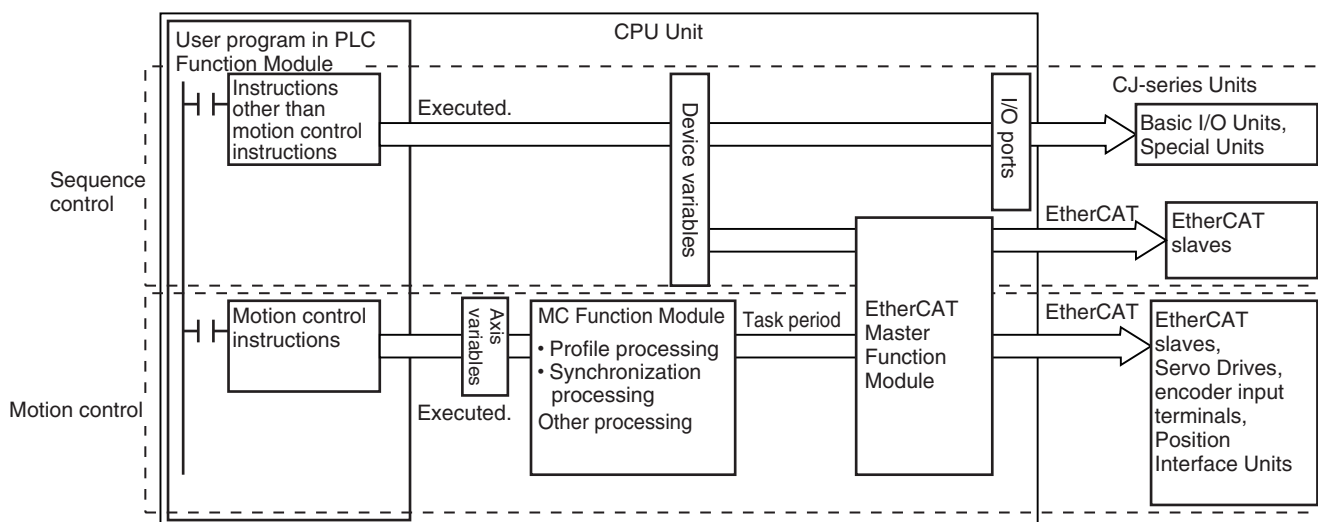 CPU Unit
User program in PLC
Function Module
Instructions
other than
motion control
instructions
Executed.
Device variables
I/O ports
CJ-series Units
Basic I/O Units,
Special Units
Sequence
control
EtherCAT
EtherCAT
slaves
Motion control
Motion control
instructions
Axis
variables
Executed.
MC Function Module
• Profile processing
• Synchronization
processing
Other processing
Task period
EtherCAT
Master
Function
Module
EtherCAT
EtherCAT
slaves,
Servo Drives,
encoder input
terminals,
Position
Interface Units